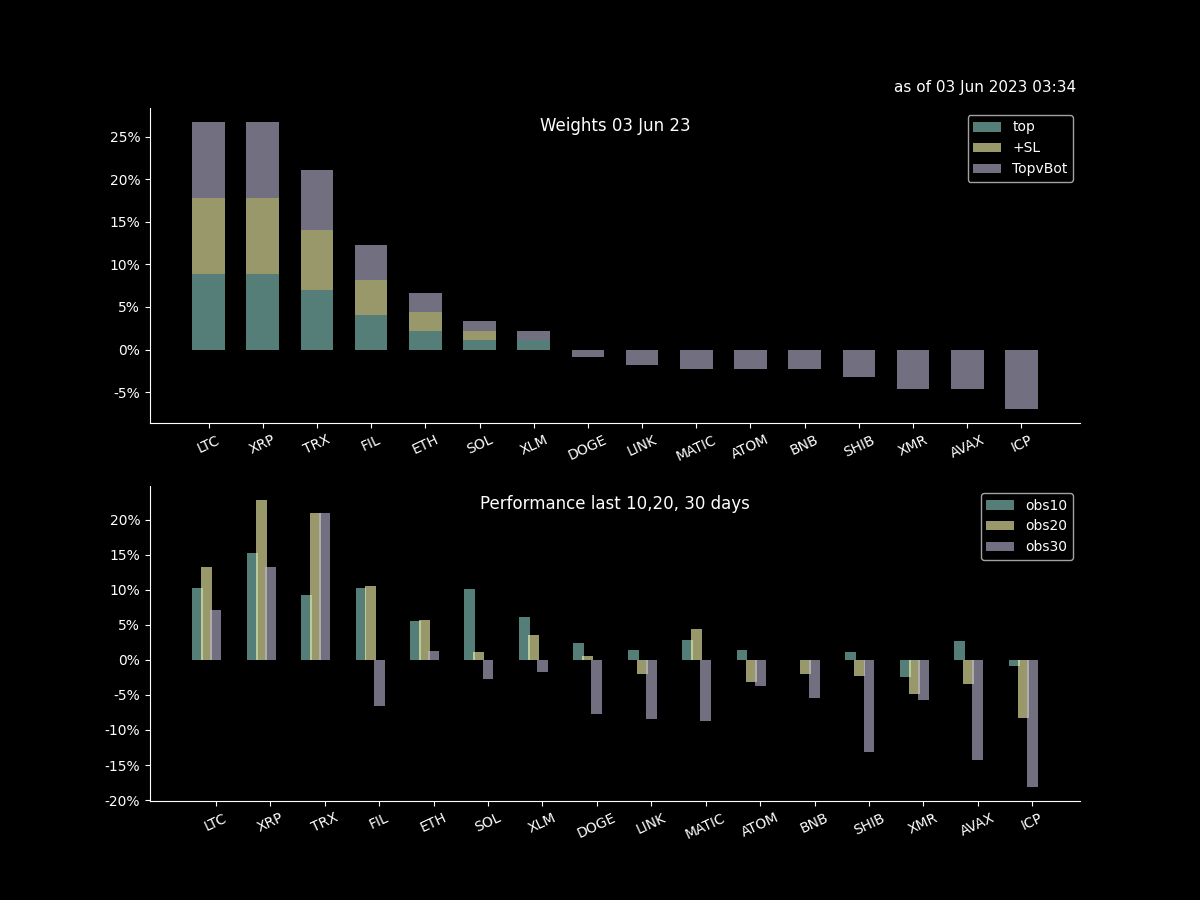 as of 03 Jun 2023 03:34
Weights 03 Jun 23
top
+SL
TopvBot
25%
20%
15%
10%
5%
0%
-5%
LTC XRP TRX FIL ETH SOL XLM DOGE LINK MATIC ATOM BNB SHIB XMR AVAX ICP
Performance last 10,20, 30 days
obs10
obs20
obs30
20%
15%
10%
5%
0%
-5%
-10%
-15%
-20%
LTC XRP TRX FIL ETH SOL XLM DOGE LINK MATIC ATOM BNB SHIB XMR AVAX ICP